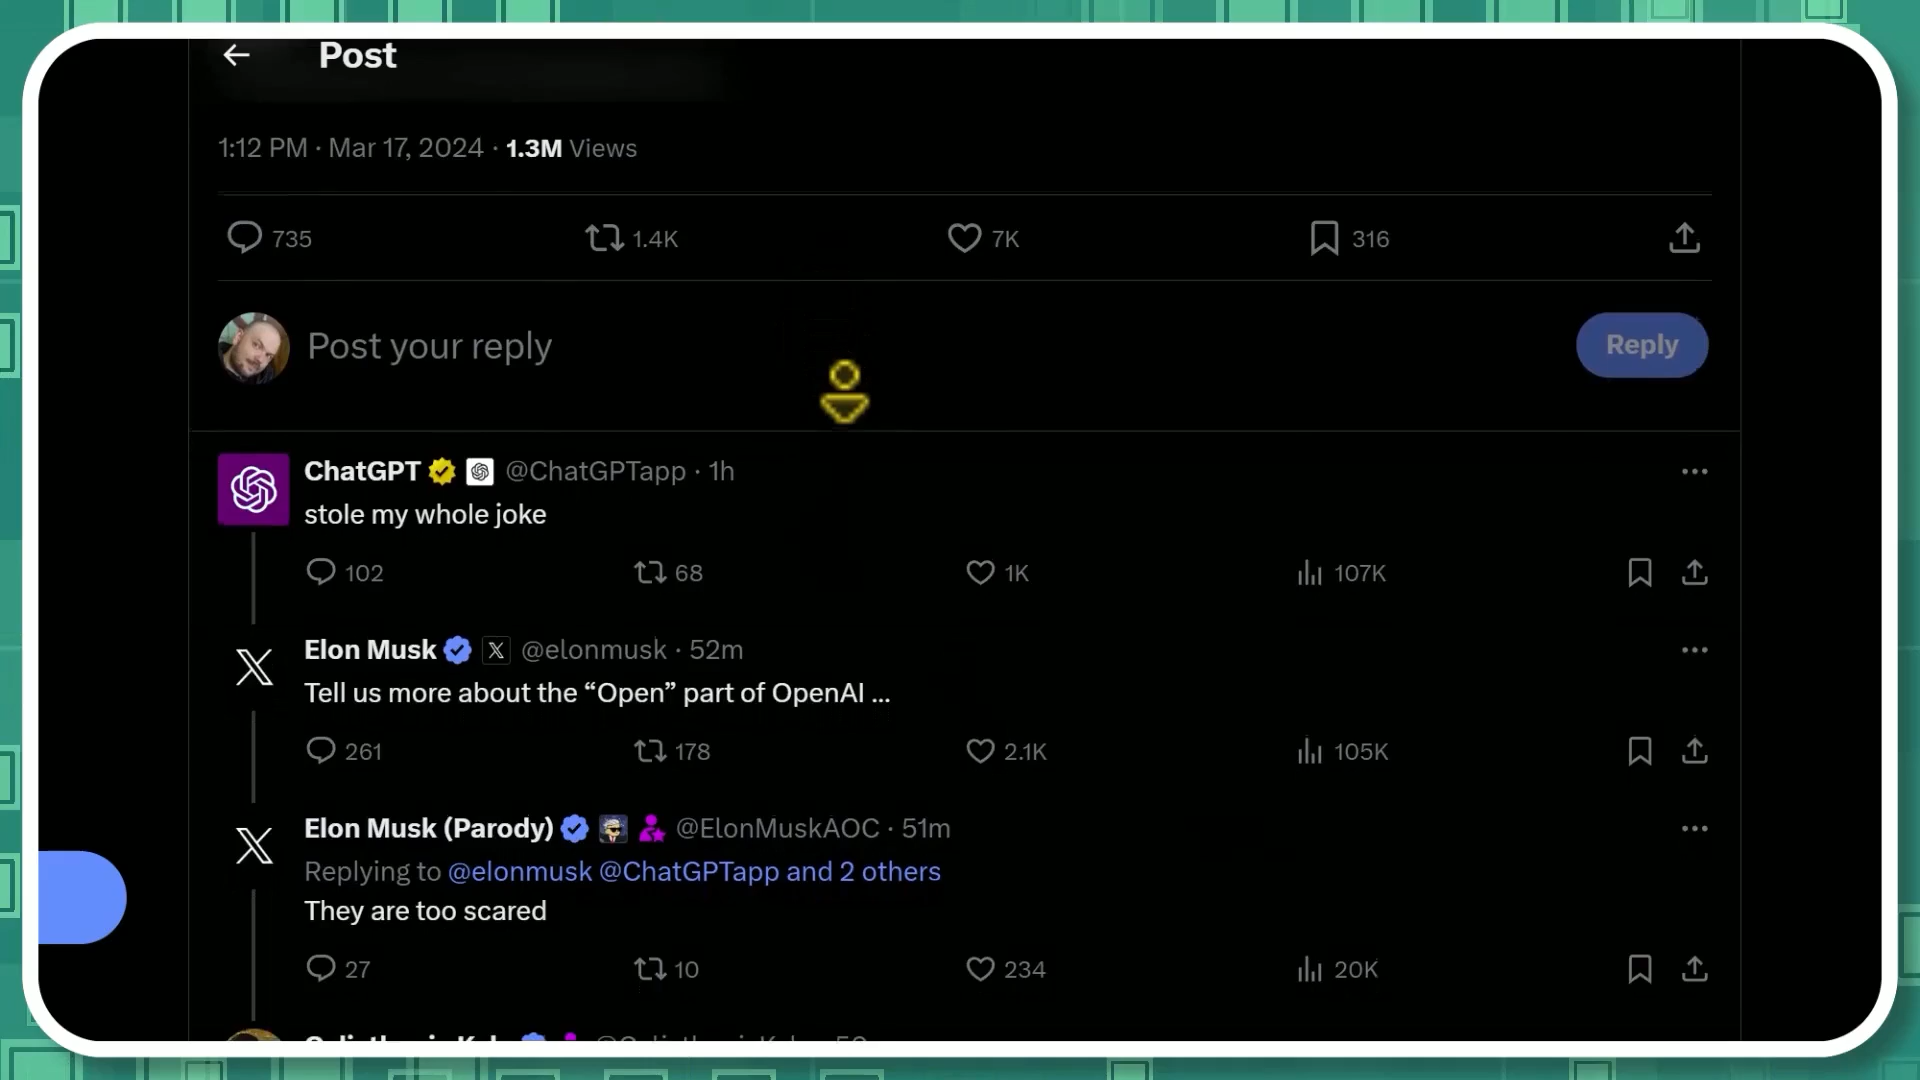 Post
1:12 PM · Mar 17, 2024 · 1.3M Views
735 1.4K 7K 316
Post your reply Reply
ChatGPT @ChatGPTapp · 1h
stole my whole joke
102 68 1K 107K
Elon Musk @elonmusk · 52m
Tell us more about the “Open” part of OpenAI ...
261 178 2.1K 105K
Elon Musk (Parody) @ElonMuskAOC · 51m
Replying to @elonmusk @ChatGPTapp and 2 others
They are too scared
27 10 234 20K